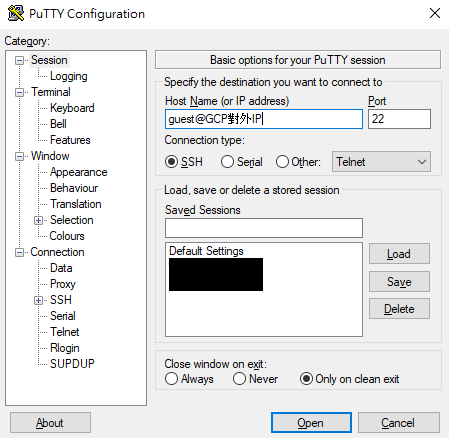 PuTTY Configuration
Category:
Session
Logging
Terminal
Keyboard
Bell
Features
Window
Appearance
Behaviour
Translation
Selection
Colours
Connection
Data
Proxy
SSH
Serial
Telnet
Rlogin
SUPDUP
Basic options for your PuTTY session
Specify the destination you want to connect to
Host Name (or IP address) Port
guest@GCP對外IP 22
Connection type:
SSH Serial Other: Telnet
Load, save or delete a stored session
Saved Sessions
Default Settings
Load
Save
Delete
Close window on exit:
Always Never Only on clean exit
About Open Cancel